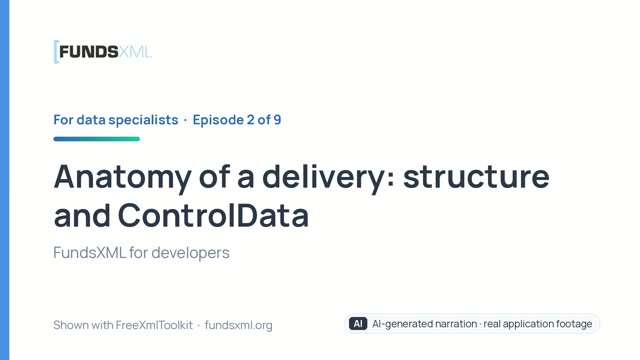 [FUNDSXML
For data specialists · Episode 2 of 9
Anatomy of a delivery: structure
and ControlData
FundsXML for developers
Shown with FreeXmlToolkit · fundsxml.org
AI AI-generated narration · real application footage